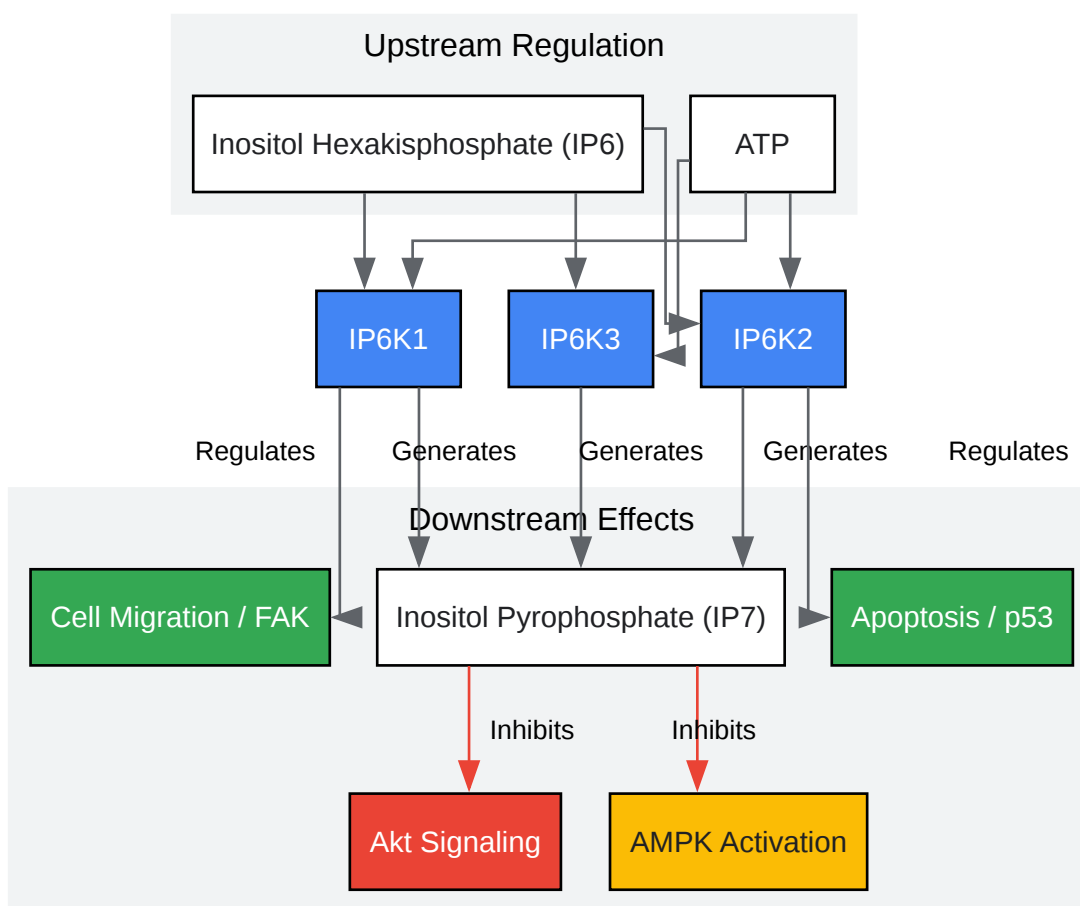 Upstream Regulation
Inositol Hexakisphosphate (IP6)
ATP
IP6K1
IP6K3
IP6K2
Regulates
Generates
Generates
Generates
Regulates
Downstream Effects
Cell Migration / FAK
Inositol Pyrophosphate (IP7)
Apoptosis / p53
Inhibits
Inhibits
Akt Signaling
AMPK Activation